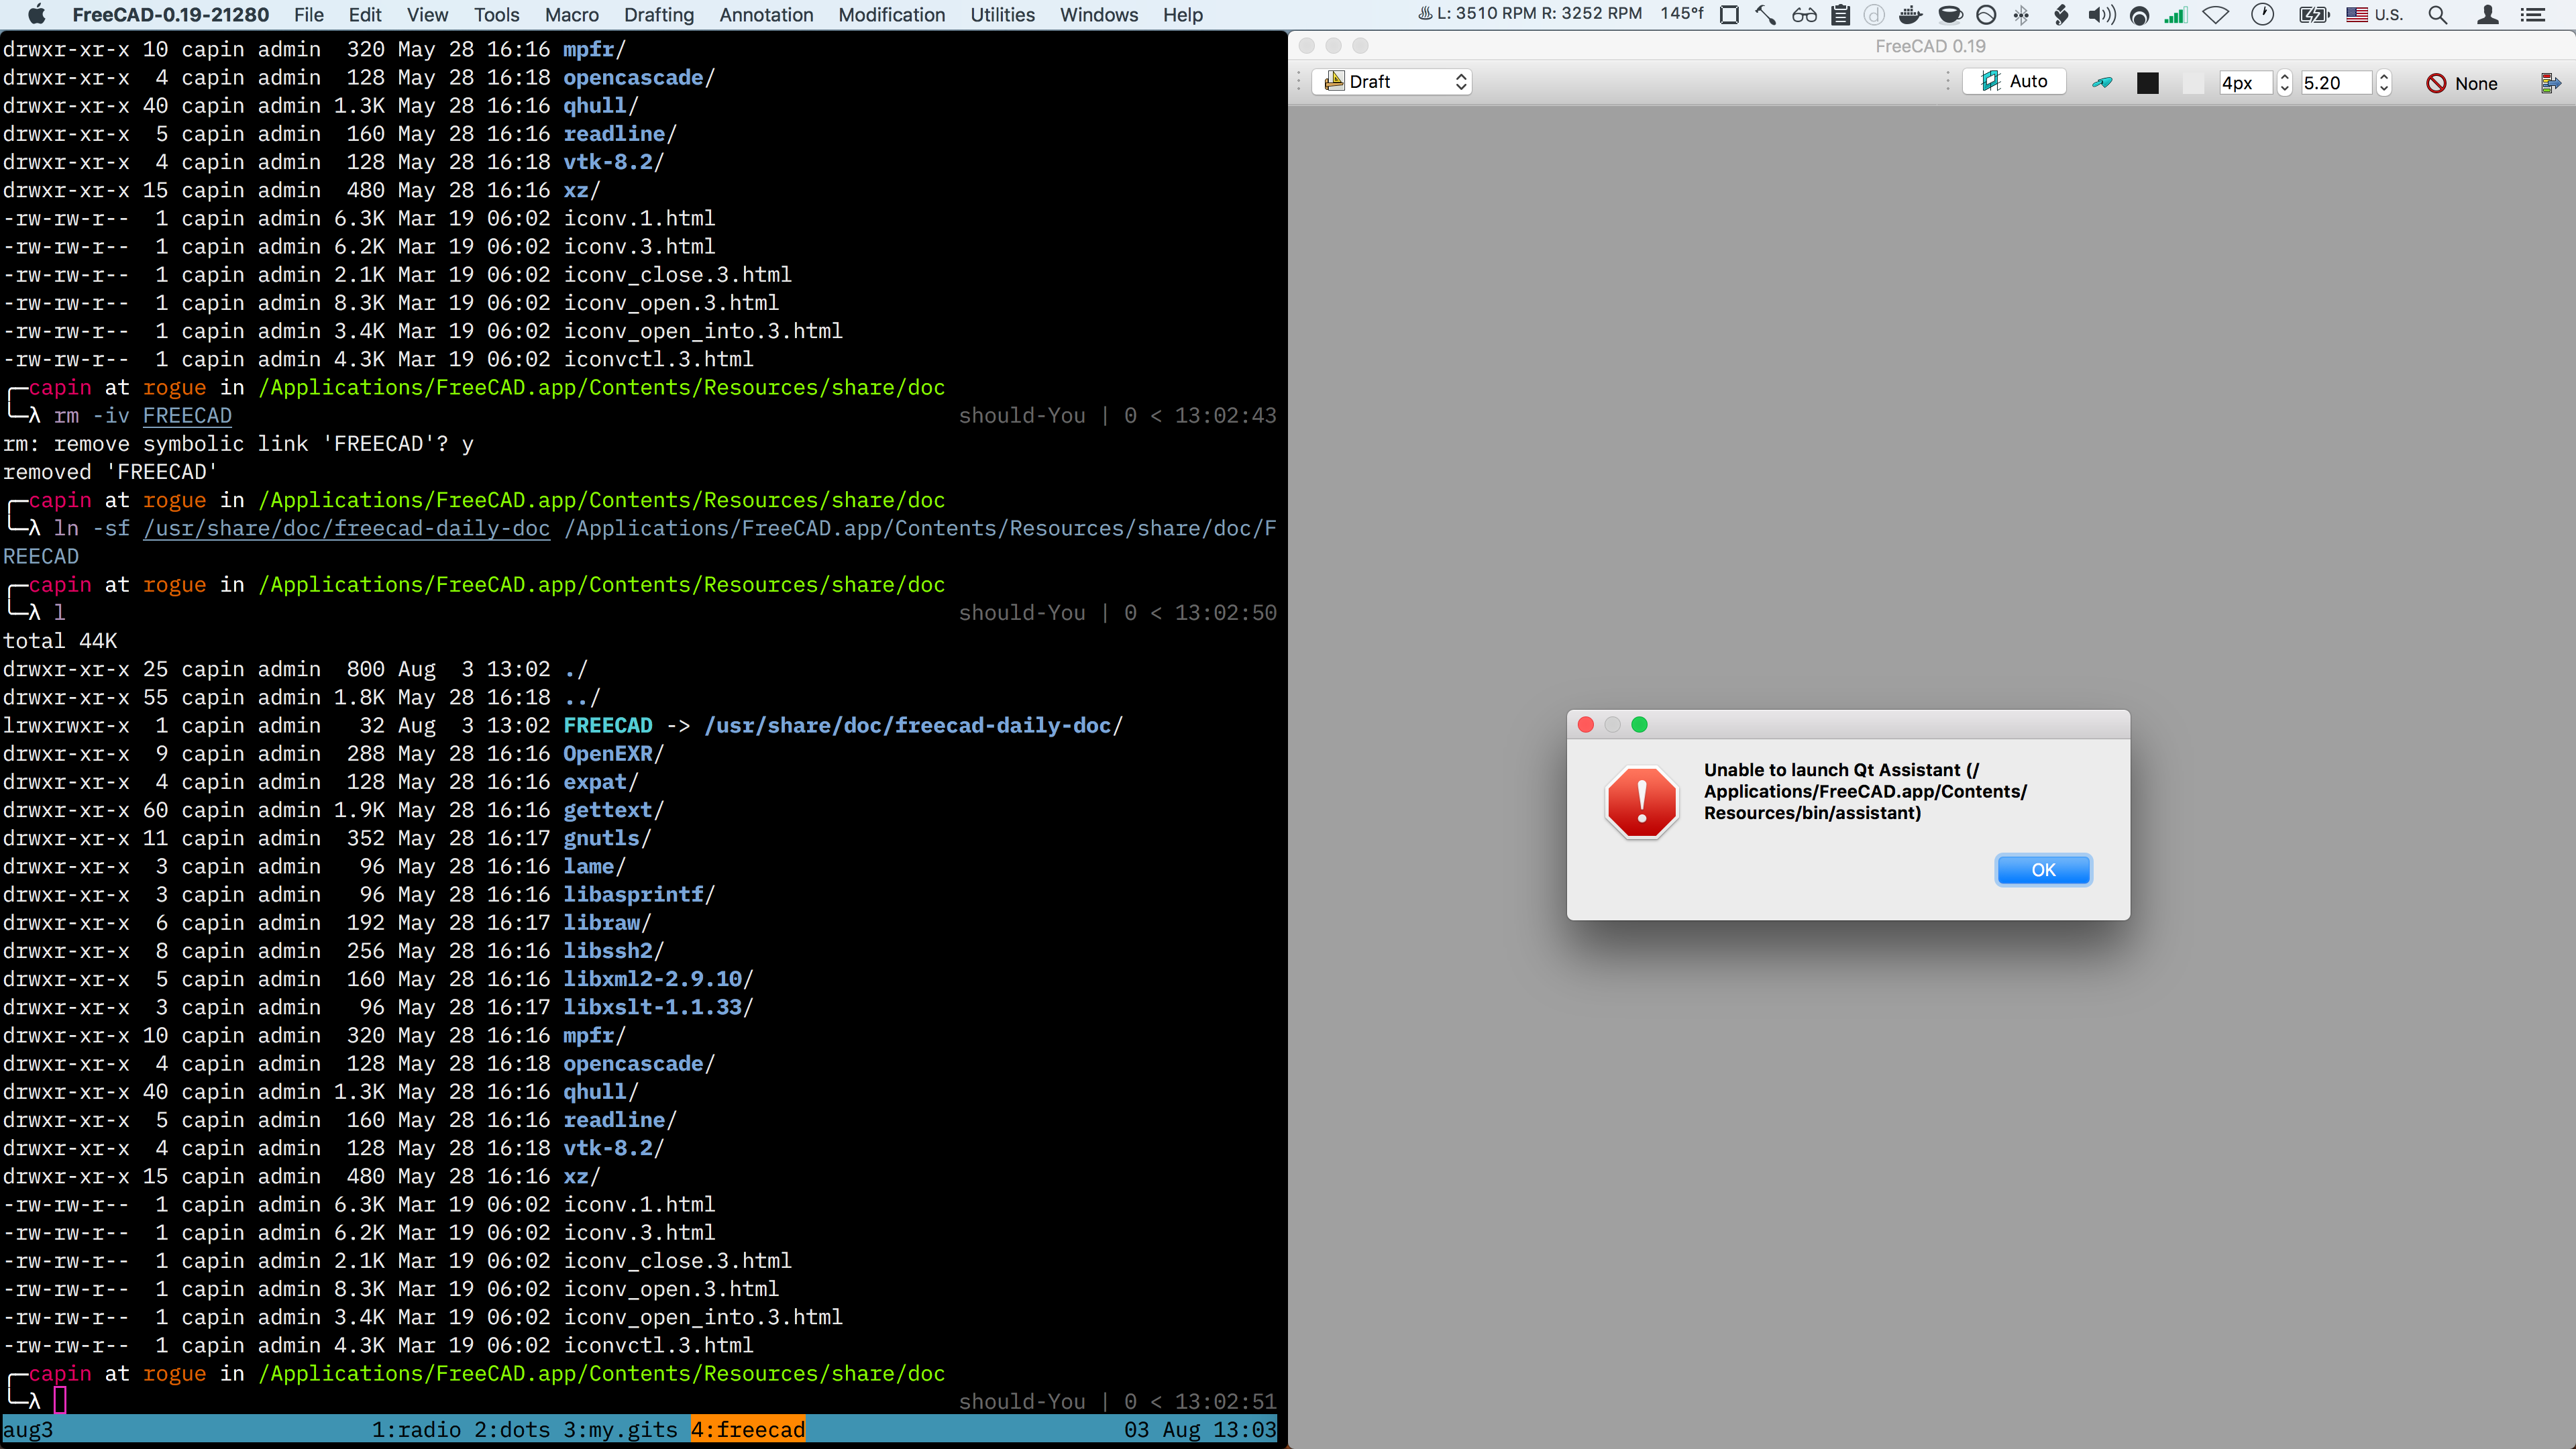 FreeCAD-0.19-21280 File Edit View Tools Macro Drafting Annotation Modification Utilities Windows Help L: 3510 RPM R: 3252 RPM 145°f U.S.
drwxr-xr-x 10 capin admin 320 May 28 16:16 mpfr/
drwxr-xr-x 4 capin admin 128 May 28 16:18 opencascade/
drwxr-xr-x 40 capin admin 1.3K May 28 16:16 qhull/
drwxr-xr-x 5 capin admin 160 May 28 16:16 readline/
drwxr-xr-x 4 capin admin 128 May 28 16:18 vtk-8.2/
drwxr-xr-x 15 capin admin 480 May 28 16:16 xz/
-rw-rw-r-- 1 capin admin 6.3K Mar 19 06:02 iconv.1.html
-rw-rw-r-- 1 capin admin 6.2K Mar 19 06:02 iconv.3.html
-rw-rw-r-- 1 capin admin 2.1K Mar 19 06:02 iconv_close.3.html
-rw-rw-r-- 1 capin admin 8.3K Mar 19 06:02 iconv_open.3.html
-rw-rw-r-- 1 capin admin 3.4K Mar 19 06:02 iconv_open_into.3.html
-rw-rw-r-- 1 capin admin 4.3K Mar 19 06:02 iconvctl.3.html
╭─capin at rogue in /Applications/FreeCAD.app/Contents/Resources/share/doc
╰─λ rm -iv FREECAD should-You | 0 < 13:02:43
rm: remove symbolic link 'FREECAD'? y
removed 'FREECAD'
╭─capin at rogue in /Applications/FreeCAD.app/Contents/Resources/share/doc
╰─λ ln -sf /usr/share/doc/freecad-daily-doc /Applications/FreeCAD.app/Contents/Resources/share/doc/F
REECAD
╭─capin at rogue in /Applications/FreeCAD.app/Contents/Resources/share/doc
╰─λ l should-You | 0 < 13:02:50
total 44K
drwxr-xr-x 25 capin admin 800 Aug 3 13:02 ./
drwxr-xr-x 55 capin admin 1.8K May 28 16:18 ../
lrwxrwxr-x 1 capin admin 32 Aug 3 13:02 FREECAD -> /usr/share/doc/freecad-daily-doc/
drwxr-xr-x 9 capin admin 288 May 28 16:16 OpenEXR/
drwxr-xr-x 4 capin admin 128 May 28 16:16 expat/
drwxr-xr-x 60 capin admin 1.9K May 28 16:16 gettext/
drwxr-xr-x 11 capin admin 352 May 28 16:17 gnutls/
drwxr-xr-x 3 capin admin 96 May 28 16:16 lame/
drwxr-xr-x 3 capin admin 96 May 28 16:16 libasprintf/
drwxr-xr-x 6 capin admin 192 May 28 16:17 libraw/
drwxr-xr-x 8 capin admin 256 May 28 16:16 libssh2/
drwxr-xr-x 5 capin admin 160 May 28 16:16 libxml2-2.9.10/
drwxr-xr-x 3 capin admin 96 May 28 16:17 libxslt-1.1.33/
drwxr-xr-x 10 capin admin 320 May 28 16:16 mpfr/
drwxr-xr-x 4 capin admin 128 May 28 16:18 opencascade/
drwxr-xr-x 40 capin admin 1.3K May 28 16:16 qhull/
drwxr-xr-x 5 capin admin 160 May 28 16:16 readline/
drwxr-xr-x 4 capin admin 128 May 28 16:18 vtk-8.2/
drwxr-xr-x 15 capin admin 480 May 28 16:16 xz/
-rw-rw-r-- 1 capin admin 6.3K Mar 19 06:02 iconv.1.html
-rw-rw-r-- 1 capin admin 6.2K Mar 19 06:02 iconv.3.html
-rw-rw-r-- 1 capin admin 2.1K Mar 19 06:02 iconv_close.3.html
-rw-rw-r-- 1 capin admin 8.3K Mar 19 06:02 iconv_open.3.html
-rw-rw-r-- 1 capin admin 3.4K Mar 19 06:02 iconv_open_into.3.html
-rw-rw-r-- 1 capin admin 4.3K Mar 19 06:02 iconvctl.3.html
╭─capin at rogue in /Applications/FreeCAD.app/Contents/Resources/share/doc
╰─λ should-You | 0 < 13:02:51
aug3 1:radio 2:dots 3:my.gits 4:freecad 03 Aug 13:03
FreeCAD 0.19
Draft Auto 4px 5.20 None
Unable to launch Qt Assistant (/
Applications/FreeCAD.app/Contents/
Resources/bin/assistant)
OK